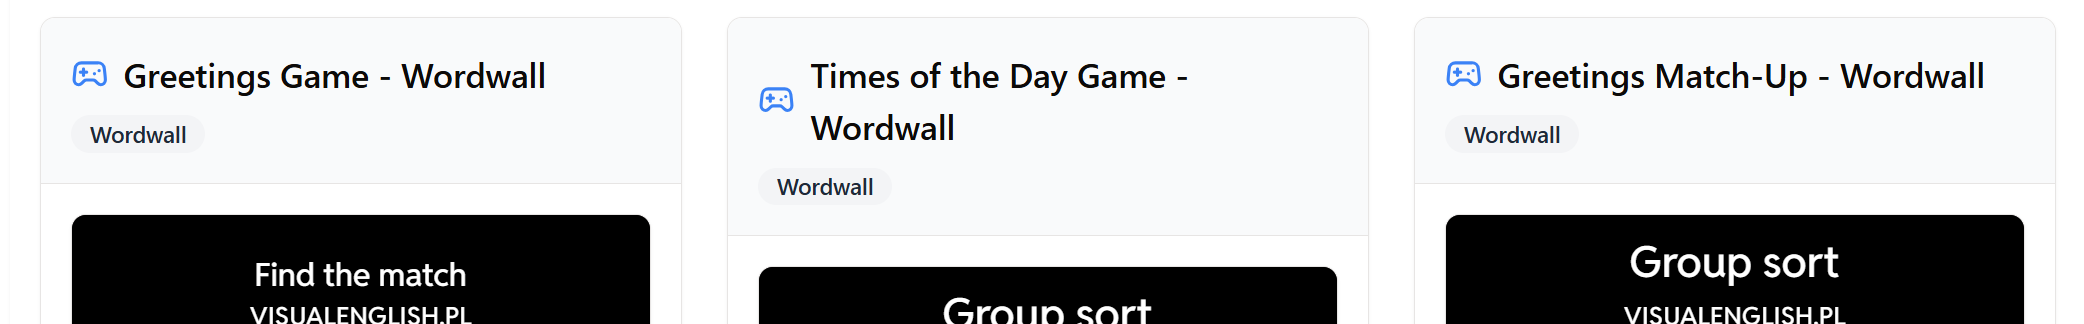 Greetings Game - Wordwall
Wordwall
Find the match
VISUALENGLISH.PL
Times of the Day Game -
Wordwall
Wordwall
Group sort
Greetings Match-Up - Wordwall
Wordwall
Group sort
VISUALENGLISH.PL